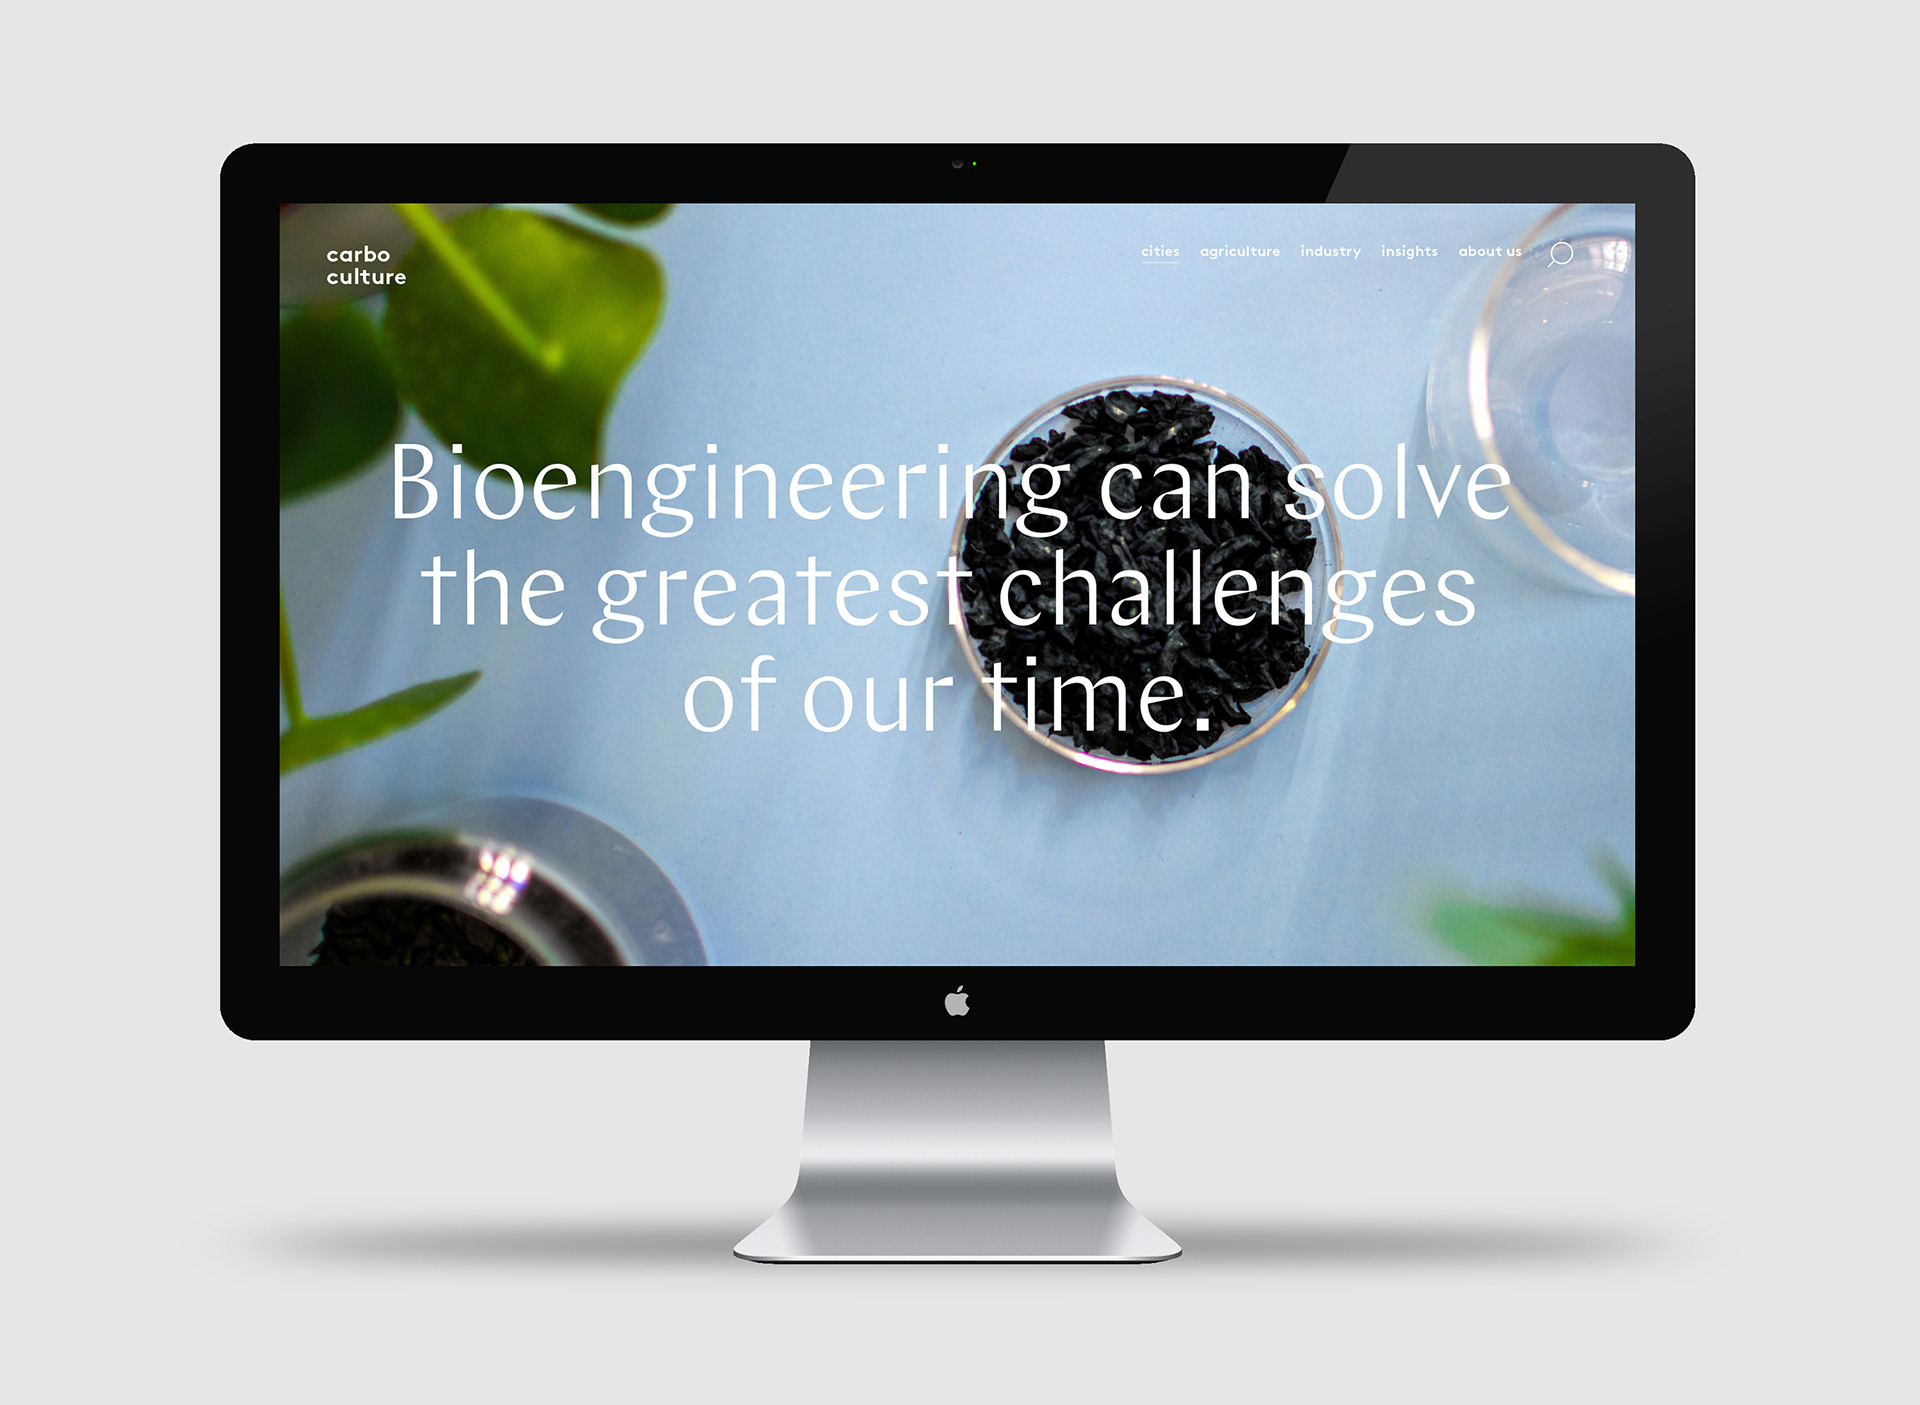 carbo
culture
cities agriculture industry insights about us
Bioengineering can solve
the greatest challenges
of our time.